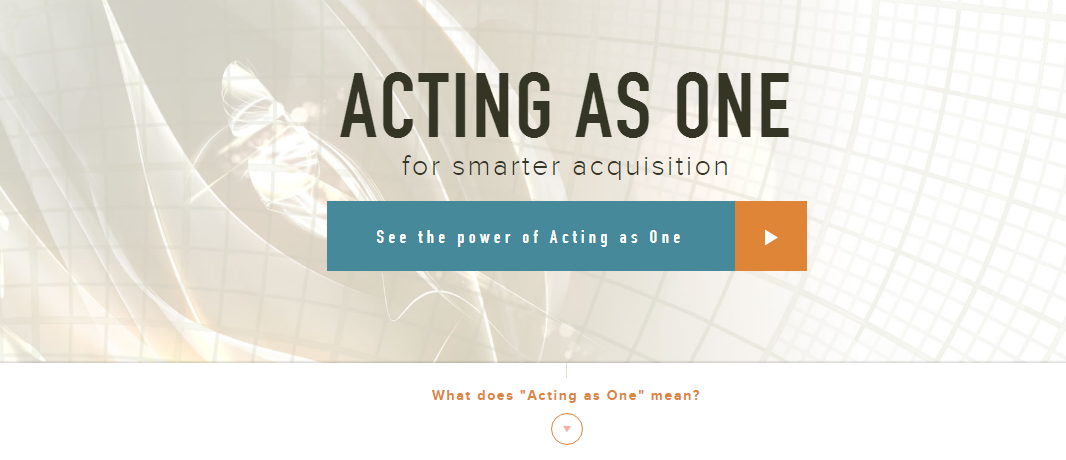 ACTING AS ONE
for smarter acquisition
See the power of Acting as One
What does "Acting as One" mean?